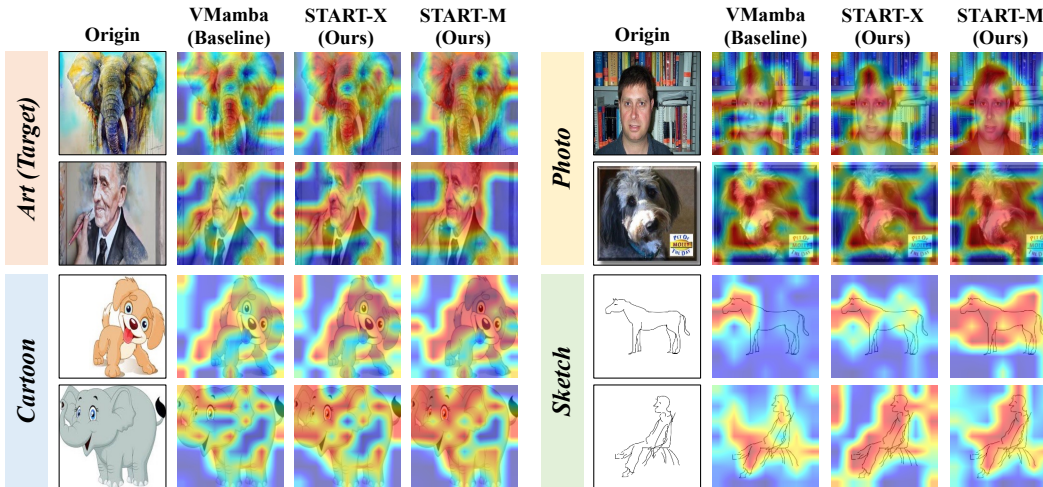 Origin
VMamba
(Baseline)
START-X
(Ours)
START-M
(Ours)
Art (Target)
Cartoon
Origin
VMamba
(Baseline)
START-X
(Ours)
START-M
(Ours)
Photo
MOLLY
Sketch